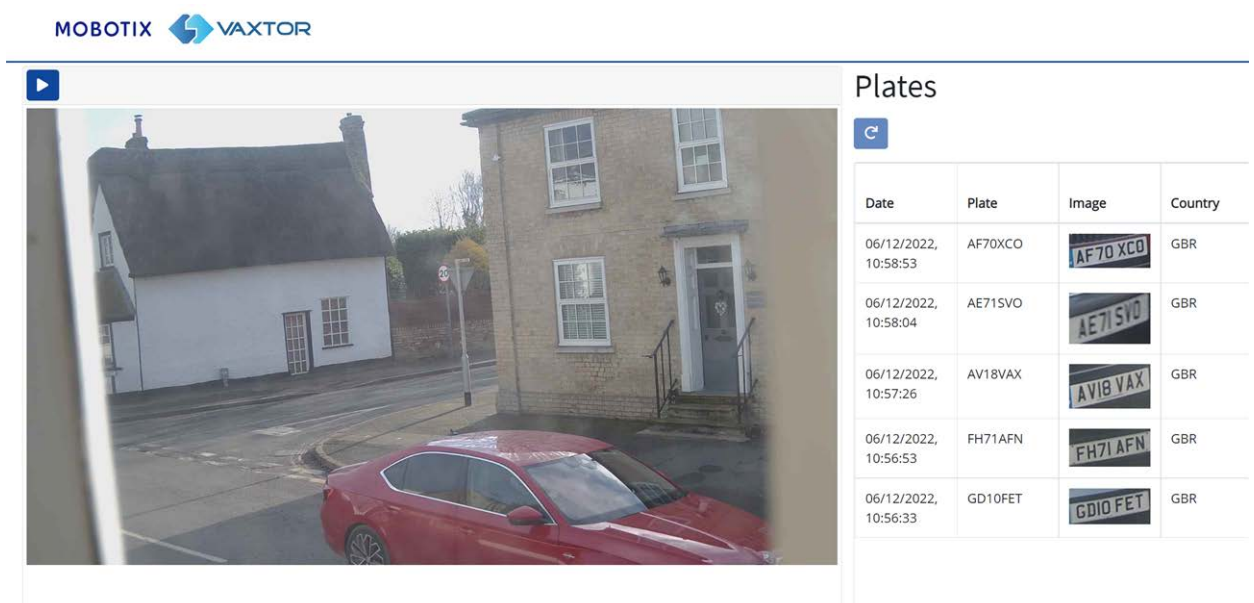 MOBOTIX VAXTOR
Plates
20
Date Plate Image Country
06/12/2022, AF70XCO AF70 XCO GBR
10:58:53
06/12/2022, AE71SVO AE71 SVO GBR
10:58:04
06/12/2022, AV18VAX AV18 VAX GBR
10:57:26
06/12/2022, FH71AFN FH71 AFN GBR
10:56:53
06/12/2022, GD10FET GD10 FET GBR
10:56:33